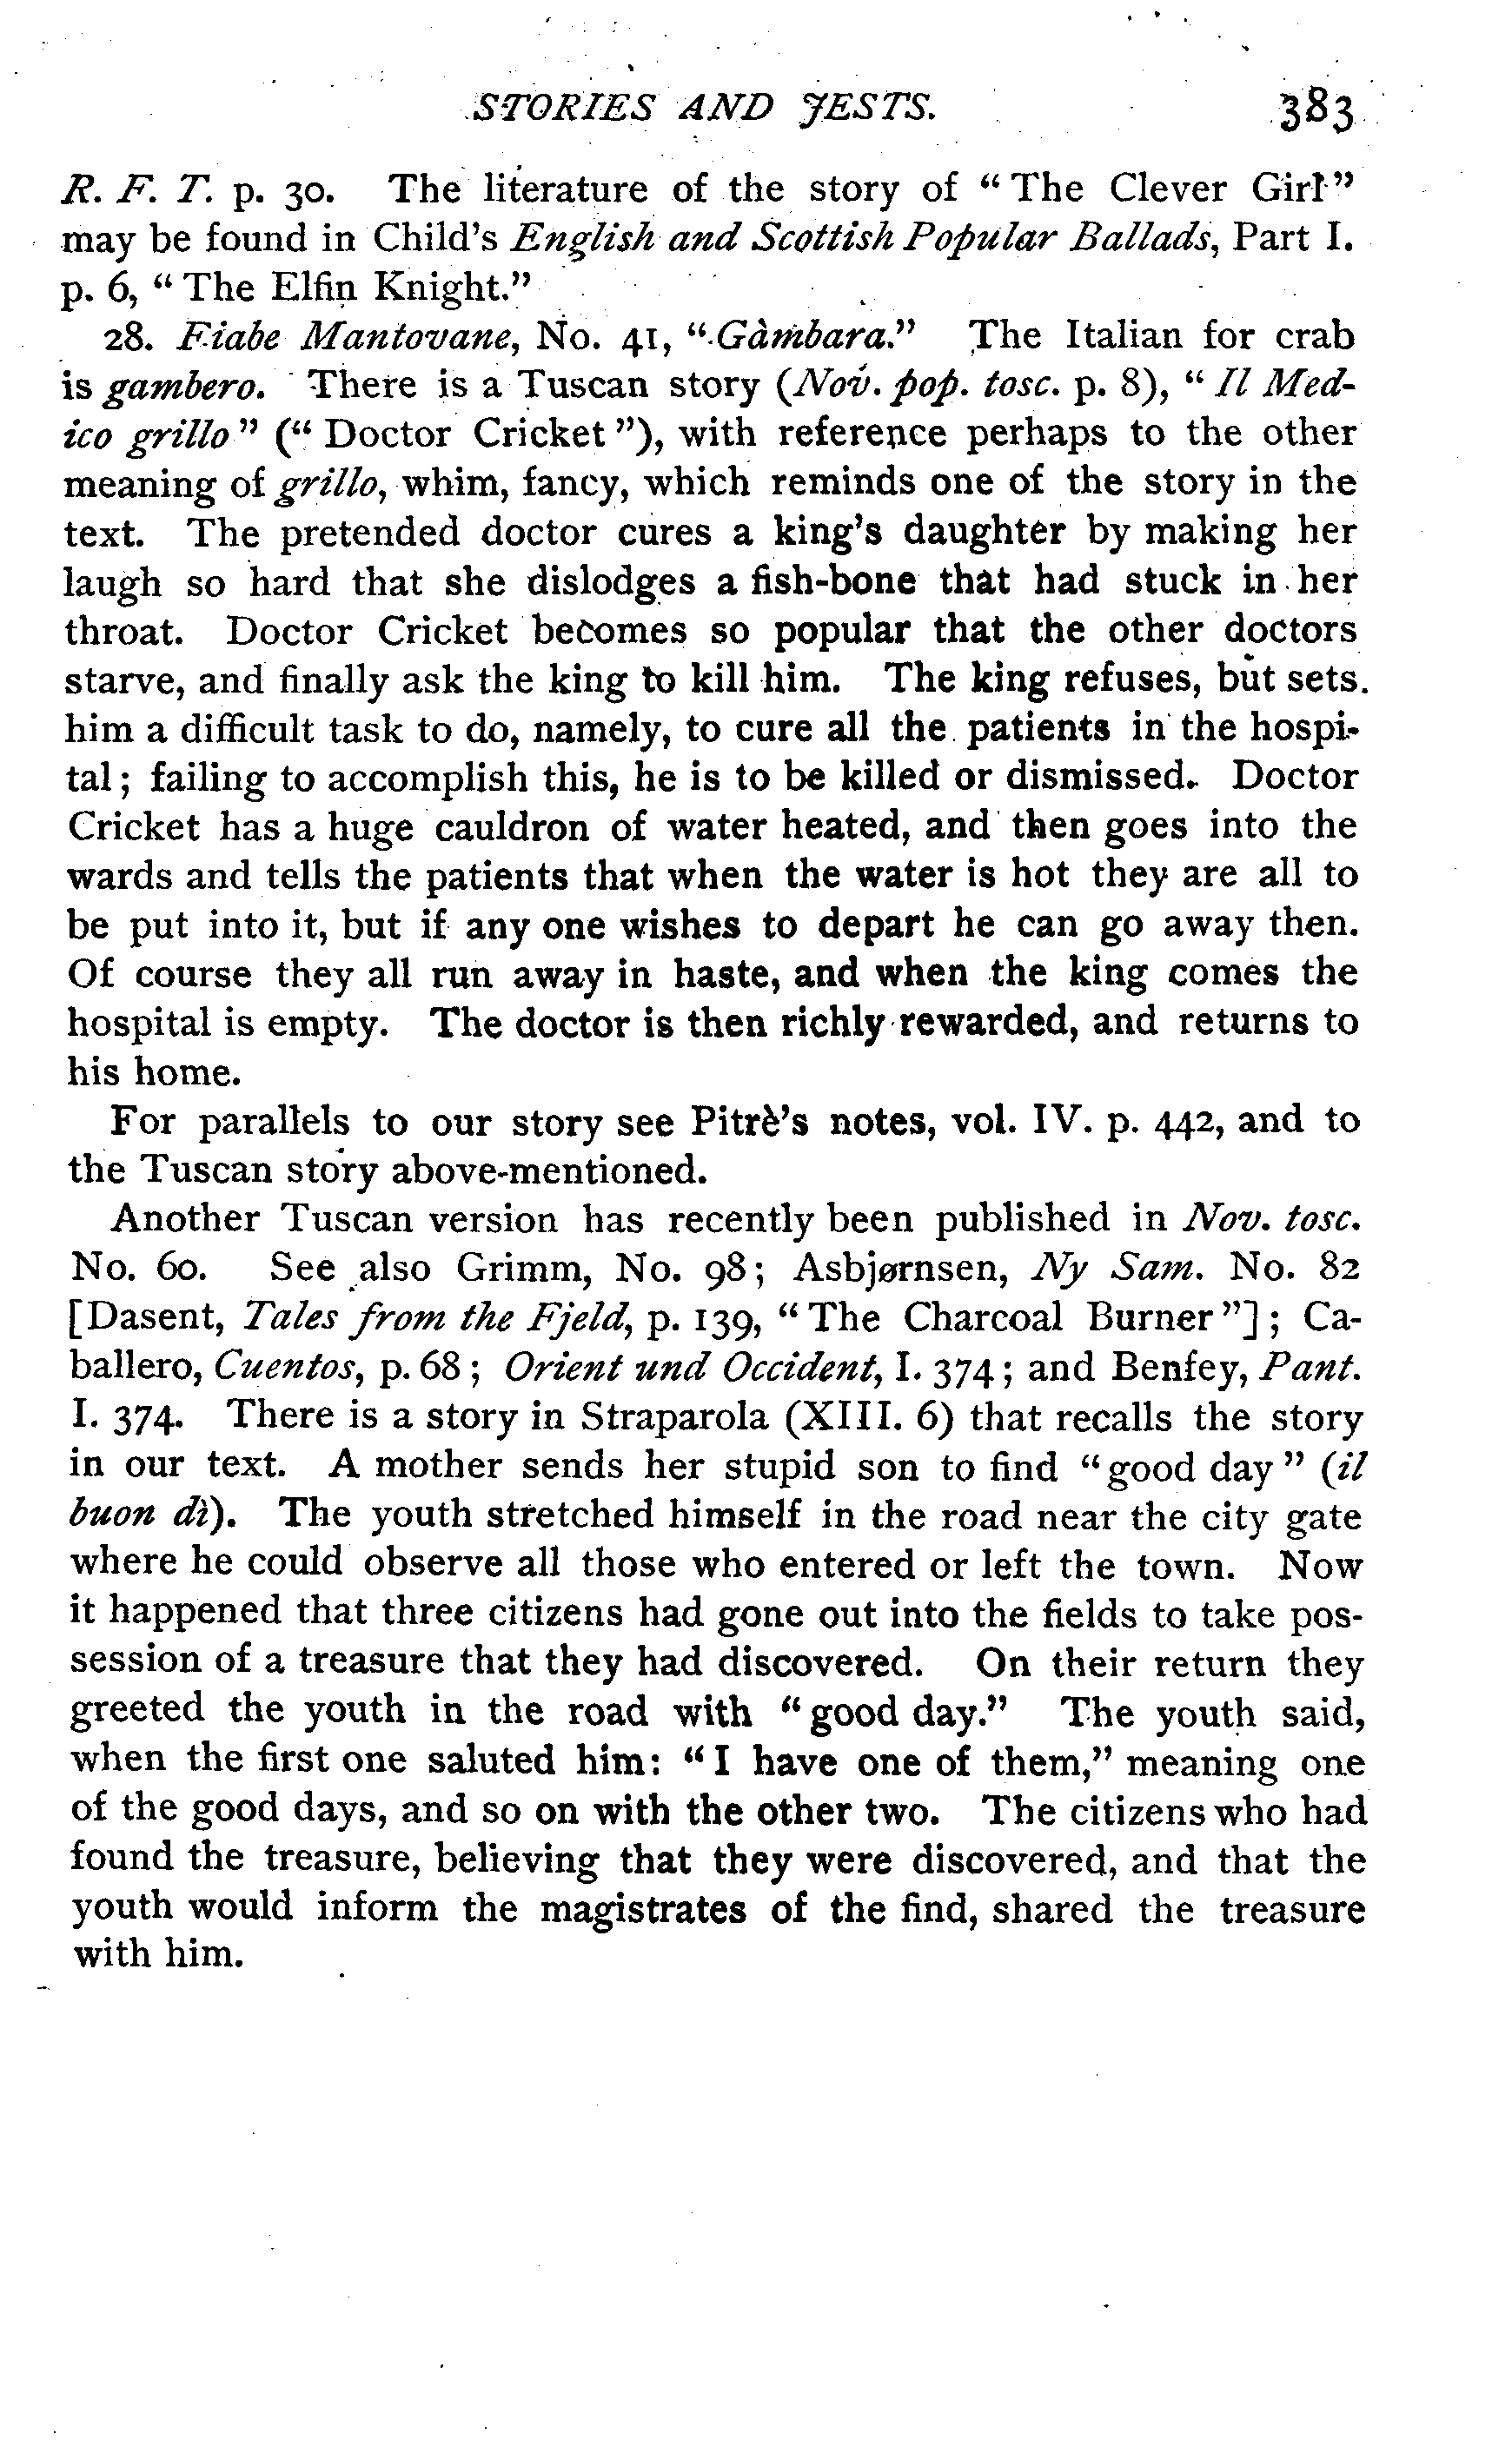 STORIES AND JESTS. 383
R. F. T. p. 30. The literature of the story of “The Clever Girl”
may be found in Child's English and Scottish Popular Ballads, Part I.
p. 6, “The Elfin Knight.”
28. Fiabe Mantovane, No. 41, “Gàmbara.” The Italian for crab
is gambero. There is a Tuscan story (Nov. pop. tosc. p. 8), “Il Med-
ico grillo” (“Doctor Cricket”), with reference perhaps to the other
meaning of grillo, whim, fancy, which reminds one of the story in the
text. The pretended doctor cures a king's daughter by making her
laugh so hard that she dislodges a fish-bone that had stuck in her
throat. Doctor Cricket becomes so popular that the other doctors
starve, and finally ask the king to kill him. The king refuses, but sets
him a difficult task to do, namely, to cure all the patients in the hospi-
tal; failing to accomplish this, he is to be killed or dismissed. Doctor
Cricket has a huge cauldron of water heated, and then goes into the
wards and tells the patients that when the water is hot they are all to
be put into it, but if any one wishes to depart he can go away then.
Of course they all run away in haste, and when the king comes the
hospital is empty. The doctor is then richly rewarded, and returns to
his home.
For parallels to our story see Pitrè's notes, vol. IV. p. 442, and to
the Tuscan story above-mentioned.
Another Tuscan version has recently been published in Nov. tosc.
No. 60. See also Grimm, No. 98; Asbjørnsen, Ny Sam. No. 82
[Dasent, Tales from the Fjeld, p. 139, “The Charcoal Burner”]; Ca-
ballero, Cuentos, p. 68; Orient und Occident, I. 374; and Benfey, Pant.
I. 374. There is a story in Straparola (XIII. 6) that recalls the story
in our text. A mother sends her stupid son to find “good day” (il
buon dì). The youth stretched himself in the road near the city gate
where he could observe all those who entered or left the town. Now
it happened that three citizens had gone out into the fields to take pos-
session of a treasure that they had discovered. On their return they
greeted the youth in the road with “good day.” The youth said,
when the first one saluted him: “I have one of them,” meaning one
of the good days, and so on with the other two. The citizens who had
found the treasure, believing that they were discovered, and that the
youth would inform the magistrates of the find, shared the treasure
with him.